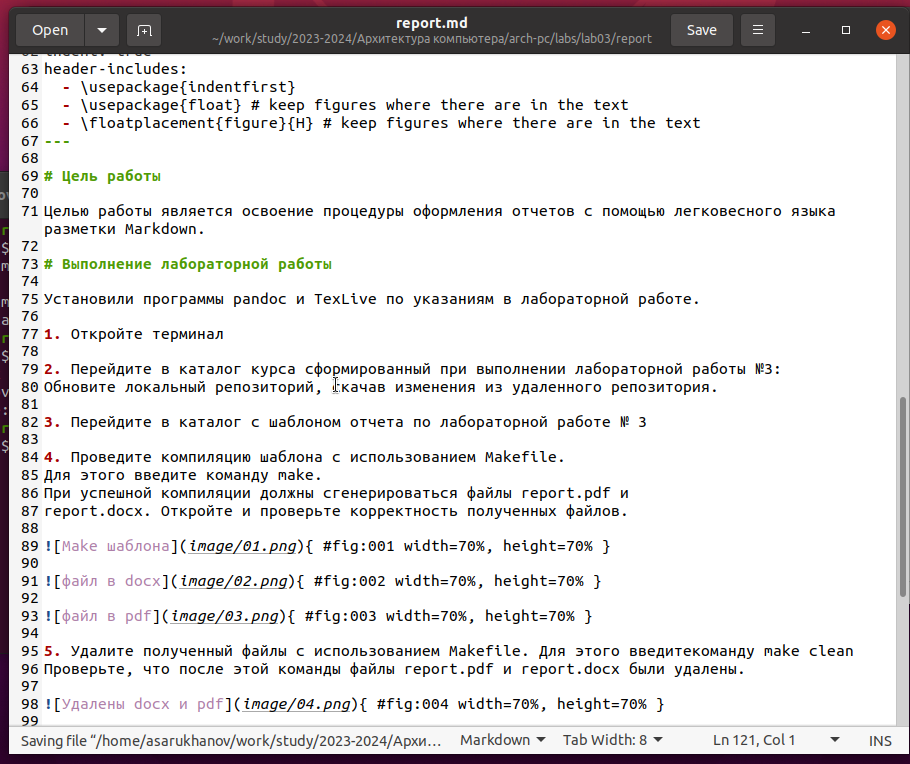 Open
report.md
~/work/study/2023-2024/Архитектура компьютера/arch-pc/labs/lab03/report
Save
63 header-includes:
64   - \usepackage{indentfirst}
65   - \usepackage{float} # keep figures where there are in the text
66   - \floatplacement{figure}{H} # keep figures where there are in the text
67 ---
68
69 # Цель работы
70
71 Целью работы является освоение процедуры оформления отчетов с помощью легковесного языка
разметки Markdown.
72
73 # Выполнение лабораторной работы
74
75 Установили программы pandoc и TexLive по указаниям в лабораторной работе.
76
77 1. Откройте терминал
78
79 2. Перейдите в каталог курса сформированный при выполнении лабораторной работы №3:
80 Обновите локальный репозиторий, скачав изменения из удаленного репозитория.
81
82 3. Перейдите в каталог с шаблоном отчета по лабораторной работе № 3
83
84 4. Проведите компиляцию шаблона с использованием Makefile.
85 Для этого введите команду make.
86 При успешной компиляции должны сгенерироваться файлы report.pdf и
87 report.docx. Откройте и проверьте корректность полученных файлов.
88
89 ![Make шаблона](image/01.png){ #fig:001 width=70%, height=70% }
90
91 ![файл в docx](image/02.png){ #fig:002 width=70%, height=70% }
92
93 ![файл в pdf](image/03.png){ #fig:003 width=70%, height=70% }
94
95 5. Удалите полученный файлы с использованием Makefile. Для этого введитекоманду make clean
96 Проверьте, что после этой команды файлы report.pdf и report.docx были удалены.
97
98 ![Удалены docx и pdf](image/04.png){ #fig:004 width=70%, height=70% }
99
Saving file “/home/asarukhanov/work/study/2023-2024/Архи…
Markdown
Tab Width: 8
Ln 121, Col 1
INS